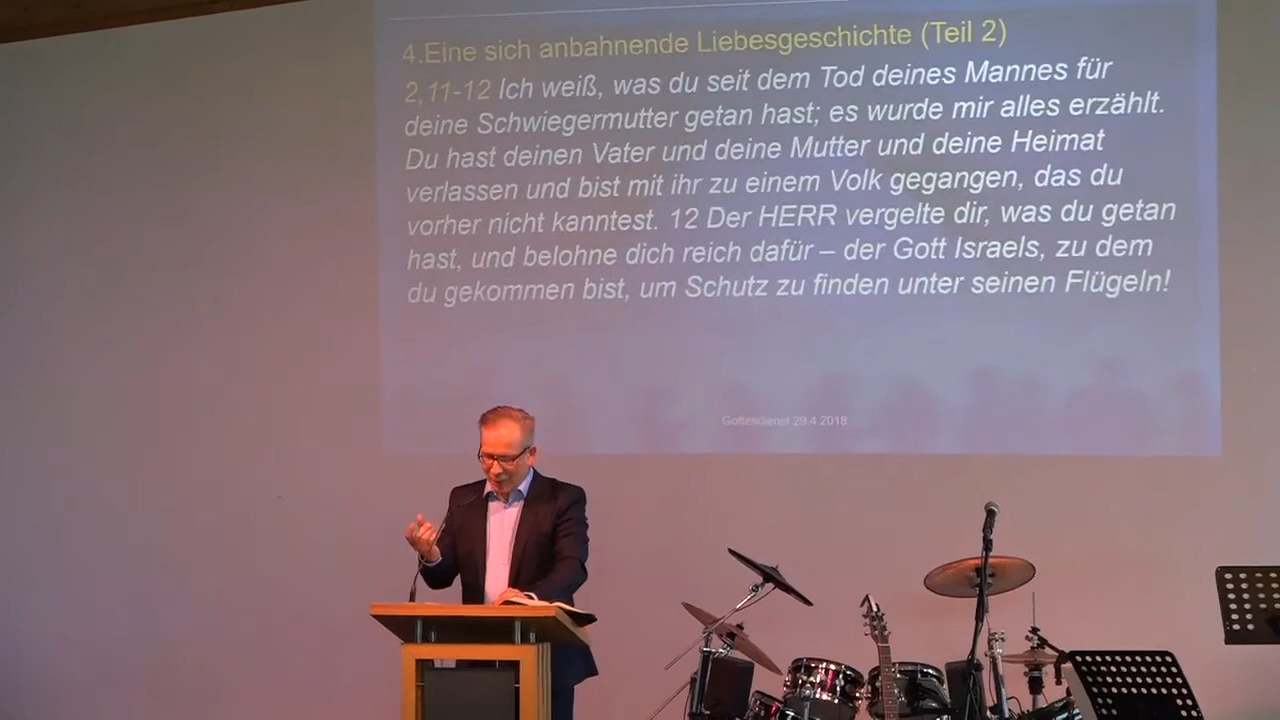 4.Eine sich anbahnende Liebesgeschichte (Teil 2)
2,11-12 Ich weiß, was du seit dem Tod deines Mannes für
deine Schwiegermutter getan hast; es wurde mir alles erzählt.
Du hast deinen Vater und deine Mutter und deine Heimat
verlassen und bist mit ihr zu einem Volk gegangen, das du
vorher nicht kanntest. 12 Der HERR vergelte dir, was du getan
hast, und belohne dich reich dafür – der Gott Israels, zu dem
du gekommen bist, um Schutz zu finden unter seinen Flügeln!
Gottesdienst 29.4.2018